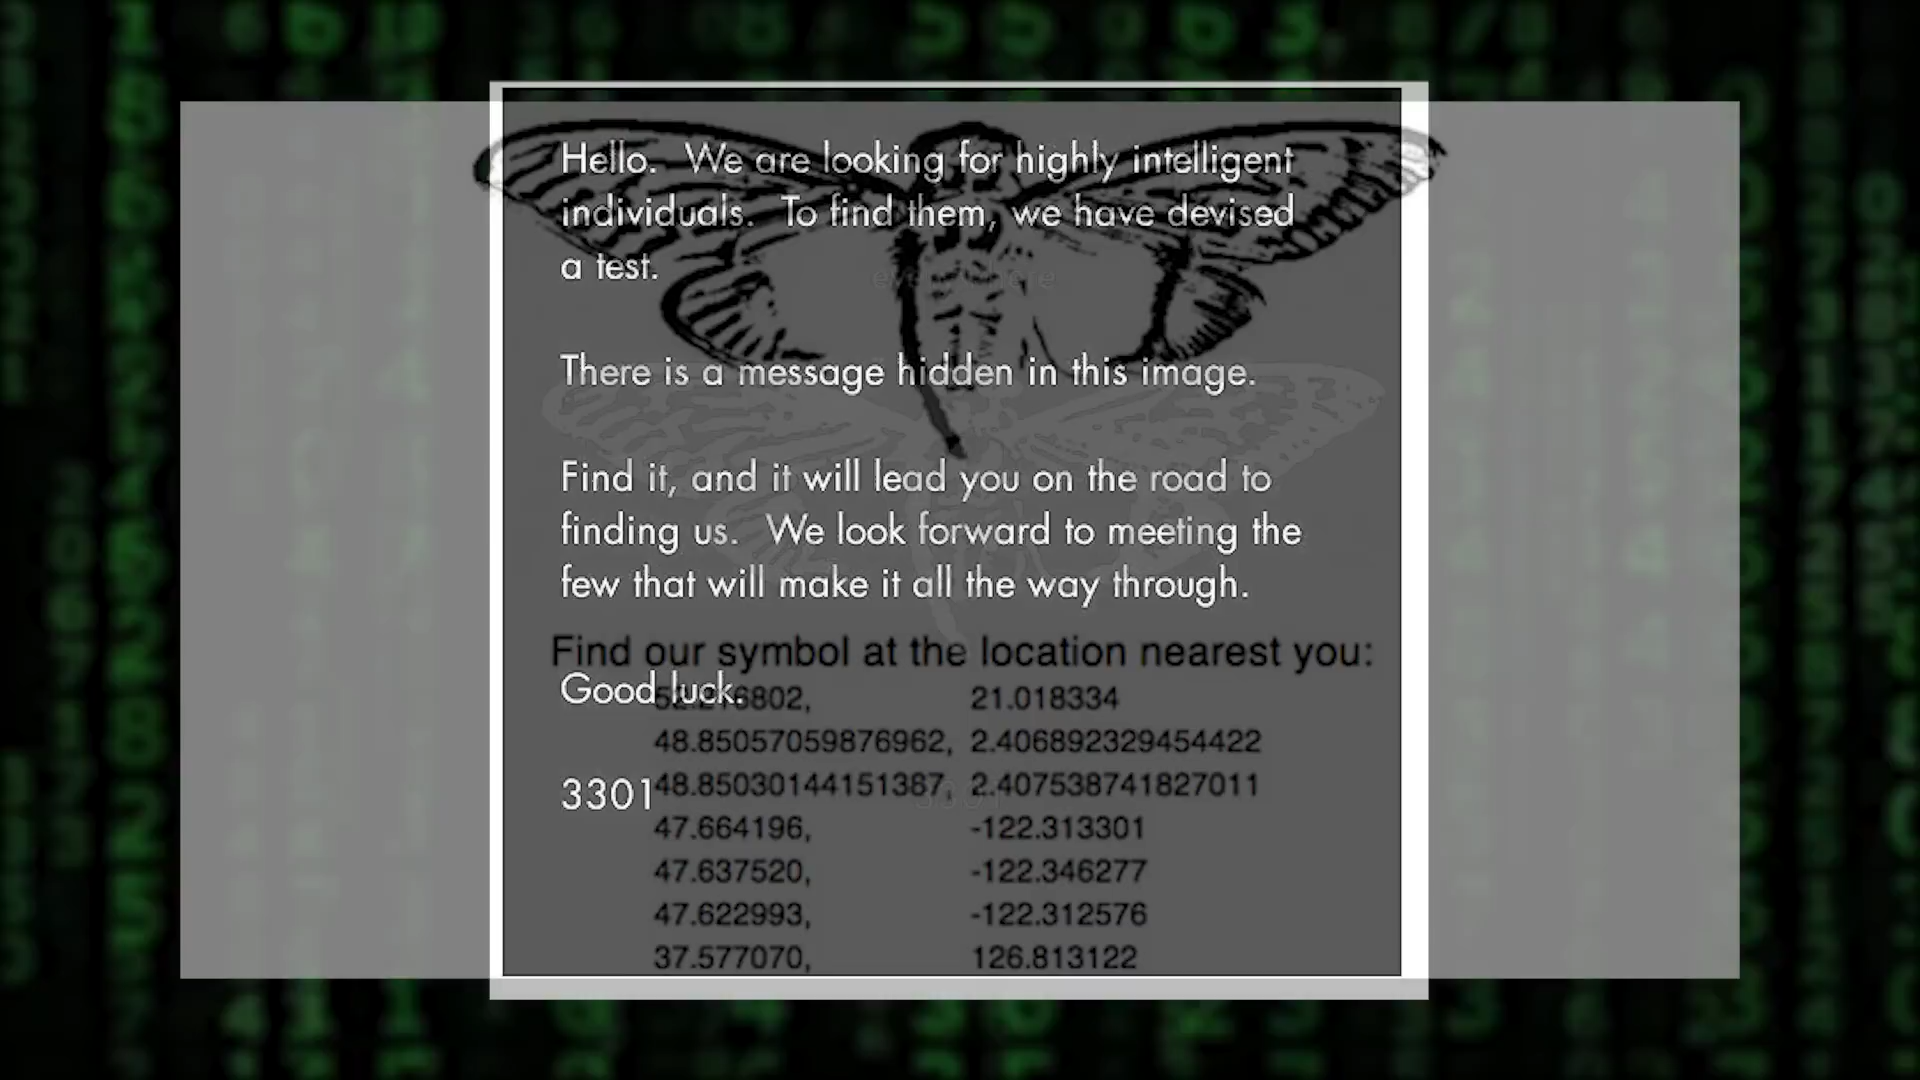 Hello. We are looking for highly intelligent
individuals. To find them, we have devised
a test.
There is a message hidden in this image.
Find it, and it will lead you on the road to
finding us. We look forward to meeting the
few that will make it all the way through.
Good luck.
3301
Find our symbol at the location nearest you:
21.018334
48.85057059876962, 2.406892329454422
48.85030144151387, 2.407538741827011
47.664196, -122.313301
47.637520, -122.346277
47.622993, -122.312576
37.577070, 126.813122